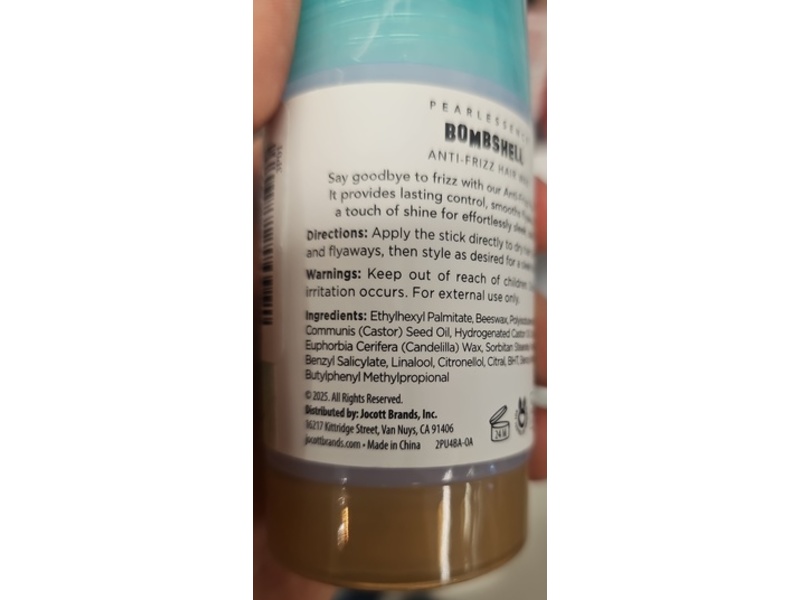 PEARLESSENCE
BOMBSHELL
ANTI-FRIZZ HAIR
Say goodbye to frizz with our
It provides lasting control,
a touch of shine for effortlessly
Directions: Apply the stick directly to
and flyaways, then style as desired for a
Warnings: Keep out of reach of children.
irritation occurs. For external use only.
Ingredients: Ethylhexyl Palmitate, Beeswax,
Communis (Castor) Seed Oil, Hydrogenated Castor
Euphorbia Cerifera (Candelilla) Wax, Sorbitan
Benzyl Salicylate, Linalool, Citronellol, Citral, BHT,
Butylphenyl Methylpropional
© 2025. All Rights Reserved.
Distributed by: Jocott Brands, Inc.
16217 Kittridge Street, Van Nuys, CA 91406
jocottbrands.com • Made in China 2PU4BA-0A
24 M